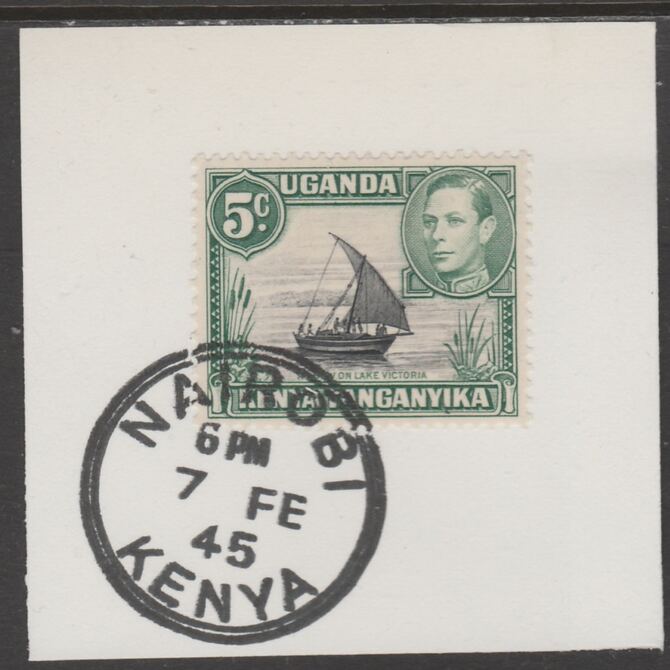 UGANDA
5c.
ON LAKE VICTORIA
KENYA TANGANYIKA
NAIROBI
6 PM
7 FE
45
KENYA